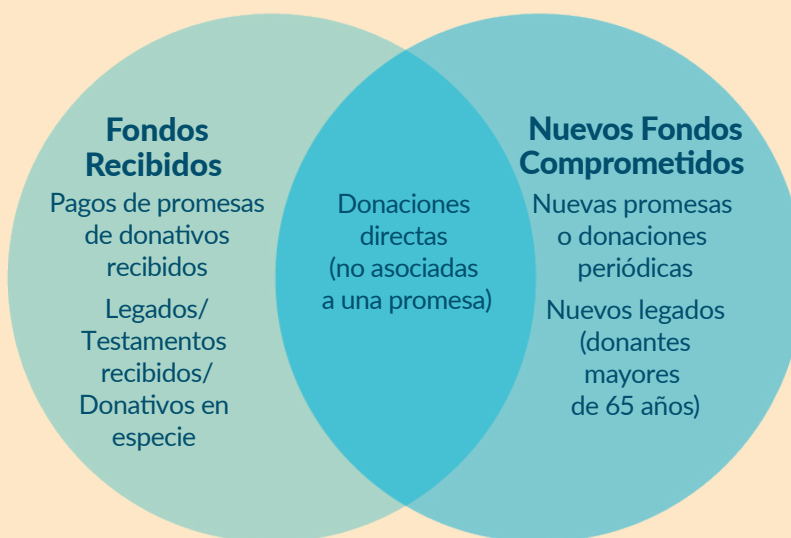 Fondos
Recibidos
Pagos de promesas
de donativos
recibidos
Legados/
Testamentos
recibidos/
Donativos en
especie
Donaciones
directas
(no asociadas
a una promesa)
Nuevos Fondos
Comprometidos
Nuevas promesas
o donaciones
periódicas
Nuevos legados
(donantes
mayores
de 65 años)